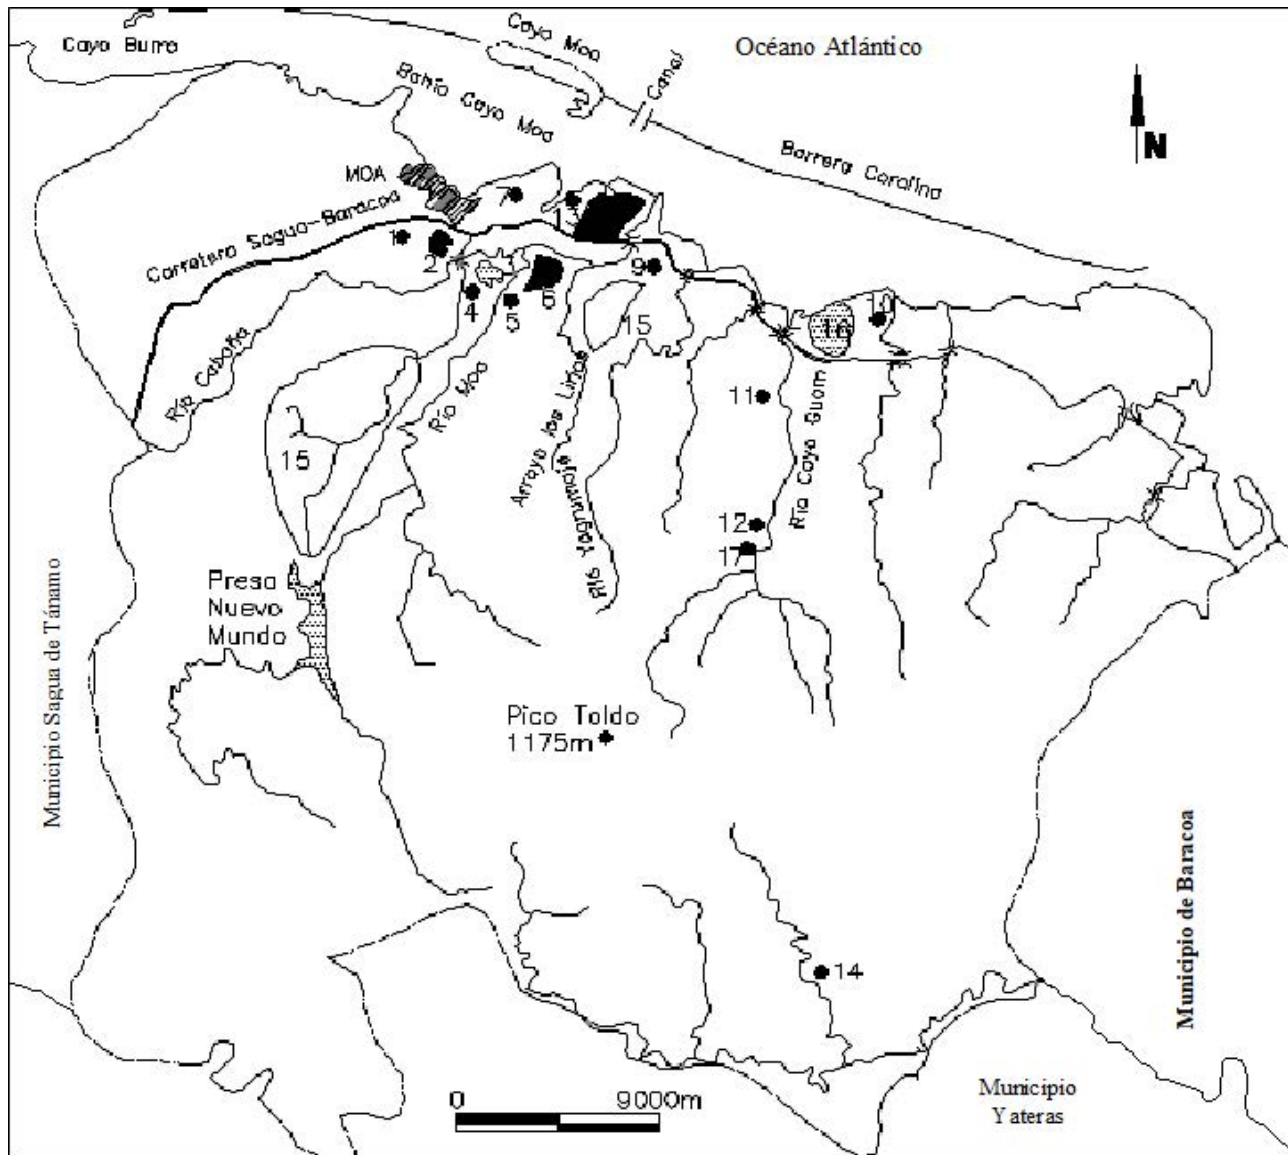 Cayo Burro
Cayo Moa
Océano Atlántico
Canal
Bahía Cayo Moa
Barrera Coralina
N
MOA
7
Carretera Sagua-Baracoa
1
2
9
4
5
6
15
16
Río Cabaña
Río Moa
Arroyo los Lirios
Río Yagrumaje
11
Río Cayo Guam
15
12
17
Presa
Nuevo
Mundo
Municipio Sagua de Tánamo
Pico Toldo
1175m
Municipio de Baracoa
14
0 9000m
Municipio
Yateras